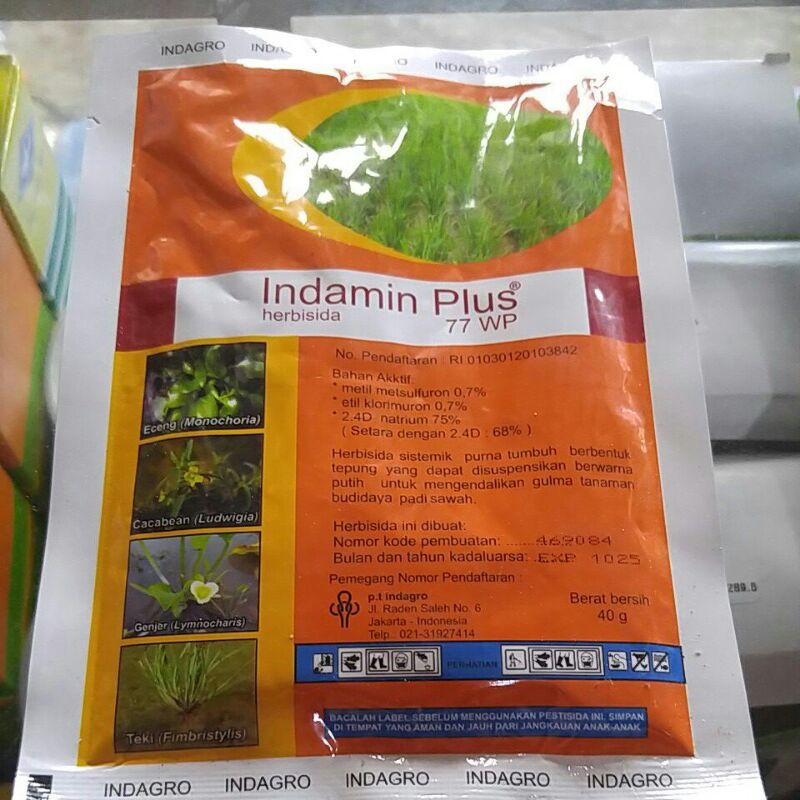 INDAGRO INDA O INDAGRO INDA
Indamin Plus®
herbisida 77 WP
No. Pendaftaran : RI 01030120103842
Bahan Akktif:
* metil metsulfuron 0,7%
* etil klorimuron 0,7%
* 2.4D natrium 75%
( Setara dengan 2.4D : 68% )
Herbisida sistemik purna tumbuh berbentuk
tepung yang dapat disuspensikan berwarna
putih untuk mengendalikan gulma tanaman
budidaya padi sawah.
Herbisida ini dibuat:
Nomor kode pembuatan: ...... 469084
Bulan dan tahun kadaluarsa: EXP 1025
Pemegang Nomor Pendaftaran :
p.t indagro
Jl. Raden Saleh No. 6
Jakarta - Indonesia
Telp.: 021-31927414
Berat bersih
40 g
Eceng (Monochoria)
Cacabean (Ludwigia)
Genjer (Lymnocharis)
Teki (Fimbristylis)
PERHATIAN
BACALAH LABEL SEBELUM MENGGUNAKAN PESTISIDA INI, SIMPAN
DI TEMPAT YANG AMAN DAN JAUH DARI JANGKAUAN ANAK-ANAK
INDAGRO INDAGRO INDAGRO INDAGRO INDAGRO
289.5